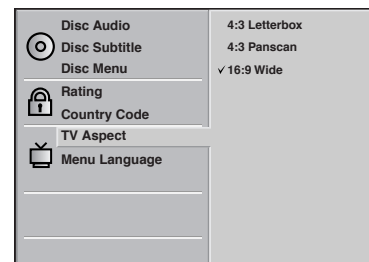 Disc Audio
Disc Subtitle
Disc Menu
Rating
Country Code
TV Aspect
Menu Language
4:3 Letterbox
4:3 Panscan
✓16:9 Wide